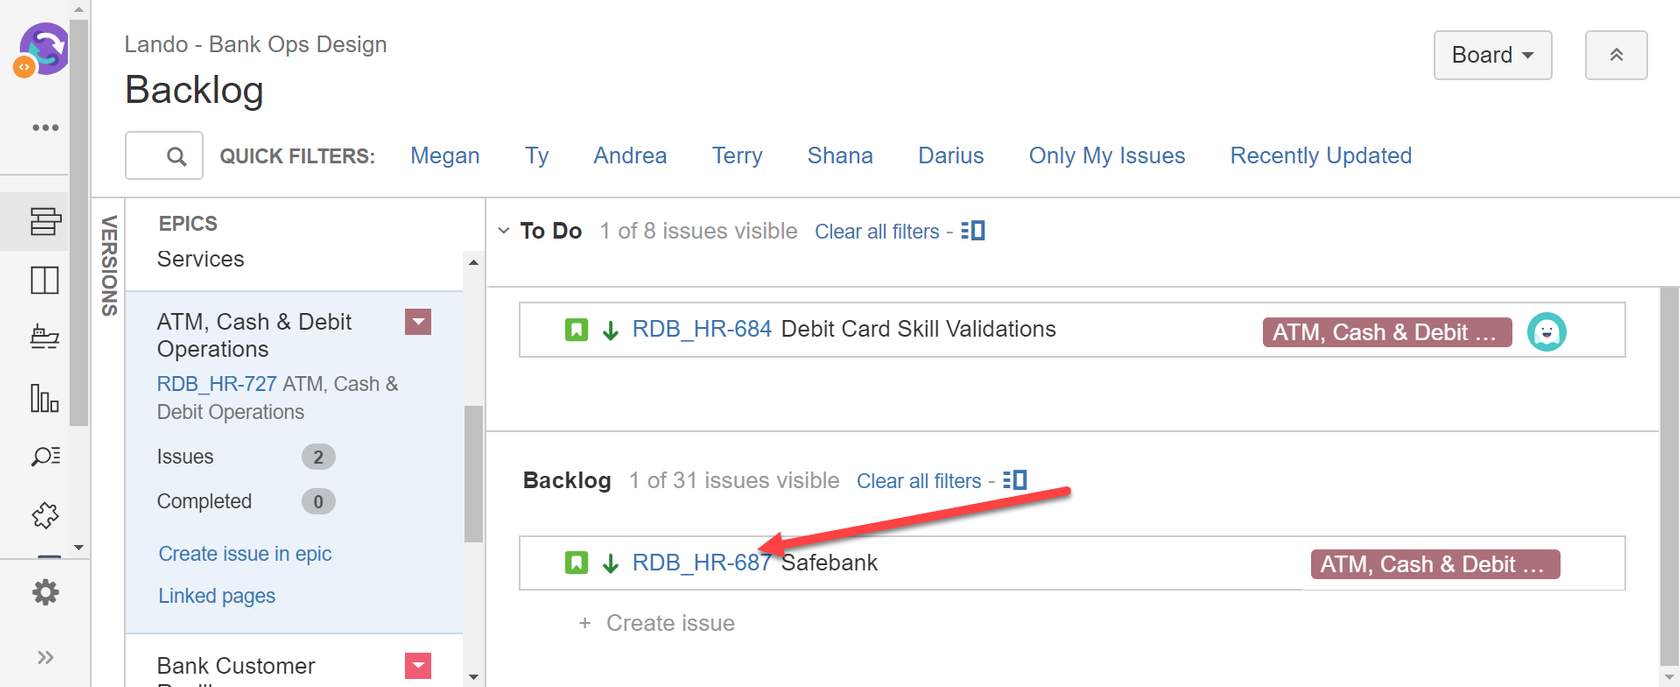 Lando - Bank Ops Design
Backlog
Board
QUICK FILTERS: Megan Ty Andrea Terry Shana Darius Only My Issues Recently Updated
VERSIONS
EPICS
Services
ATM, Cash & Debit
Operations
RDB_HR-727 ATM, Cash &
Debit Operations
Issues 2
Completed 0
Create issue in epic
Linked pages
Bank Customer
To Do 1 of 8 issues visible Clear all filters -
RDB_HR-684 Debit Card Skill Validations ATM, Cash & Debit ...
Backlog 1 of 31 issues visible Clear all filters -
RDB_HR-687 Safebank ATM, Cash & Debit ...
+ Create issue